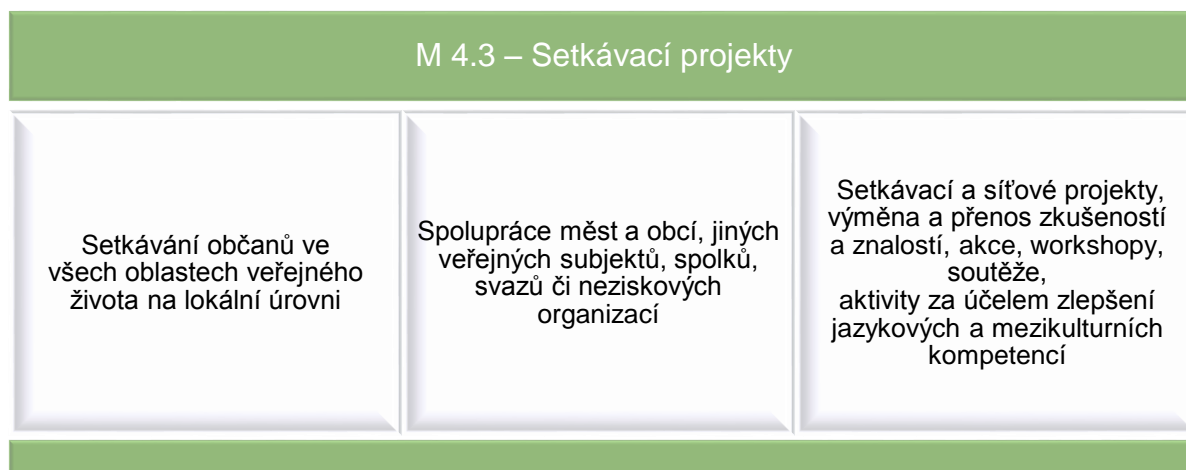 M 4.3 – Setkávací projekty
Setkávání občanů ve
všech oblastech veřejného
života na lokální úrovni
Spolupráce měst a obcí, jiných
veřejných subjektů, spolků,
svazů či neziskových
organizací
Setkávací a síťové projekty,
výměna a přenos zkušeností
a znalostí, akce, workshopy,
soutěže,
aktivity za účelem zlepšení
jazykových a mezikulturních
kompetencí